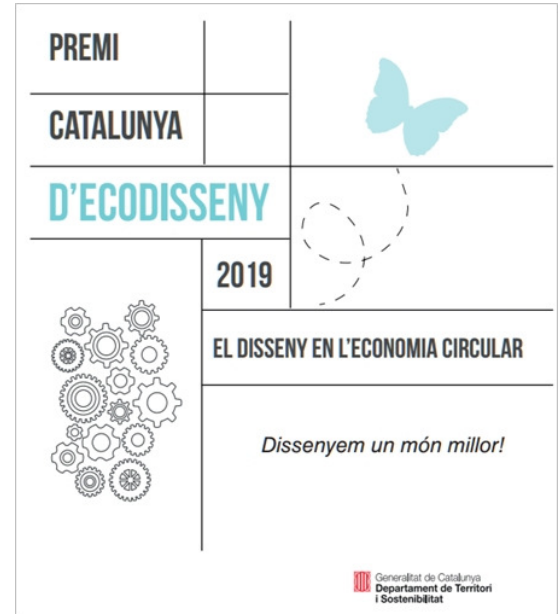 PREMI
CATALUNYA
D'ECODISSENY
2019
EL DISSENY EN L'ECONOMIA CIRCULAR
Dissenyem un món millor!
Generalitat de Catalunya
Departament de Territori
i Sostenibilitat